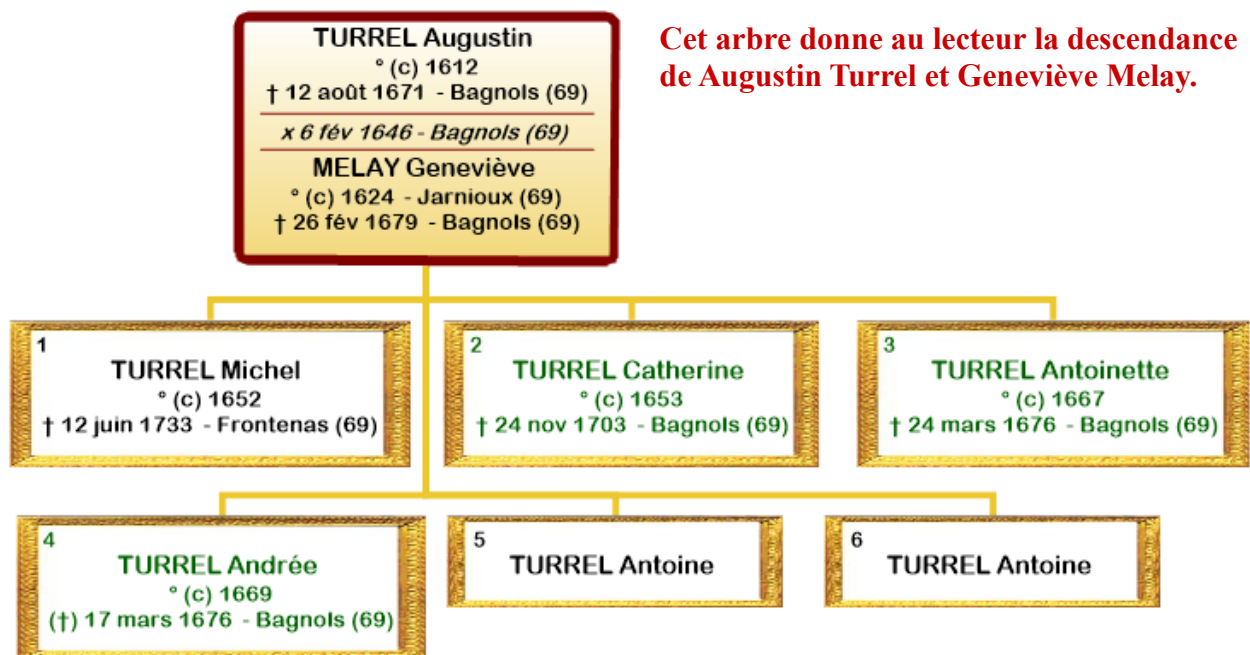 TURREL Augustin
° (c) 1612
† 12 août 1671 - Bagnols (69)
x 6 fév 1646 - Bagnols (69)
MELAY Geneviève
° (c) 1624 - Jarnioux (69)
† 26 fév 1679 - Bagnols (69)
Cet arbre donne au lecteur la descendance
de Augustin Turrel et Geneviève Melay.
1
TURREL Michel
° (c) 1652
† 12 juin 1733 - Frontenas (69)
2
TURREL Catherine
° (c) 1653
† 24 nov 1703 - Bagnols (69)
3
TURREL Antoinette
° (c) 1667
† 24 mars 1676 - Bagnols (69)
4
TURREL Andrée
° (c) 1669
(†) 17 mars 1676 - Bagnols (69)
5
TURREL Antoine
6
TURREL Antoine